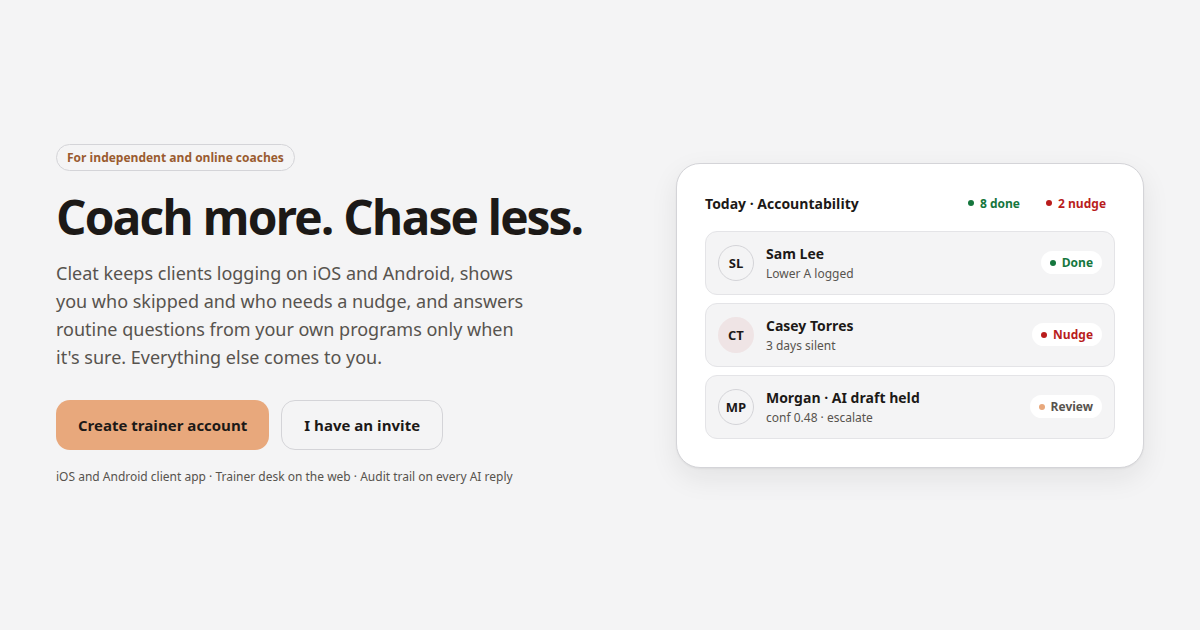 For independent and online coaches
Coach more. Chase less.
Cleat keeps clients logging on iOS and Android, shows
you who skipped and who needs a nudge, and answers
routine questions from your own programs only when
it's sure. Everything else comes to you.
Create trainer account
I have an invite
iOS and Android client app · Trainer desk on the web · Audit trail on every AI reply
Today · Accountability
8 done
2 nudge
SL
Sam Lee
Lower A logged
Done
CT
Casey Torres
3 days silent
Nudge
MP
Morgan · AI draft held
conf 0.48 · escalate
Review